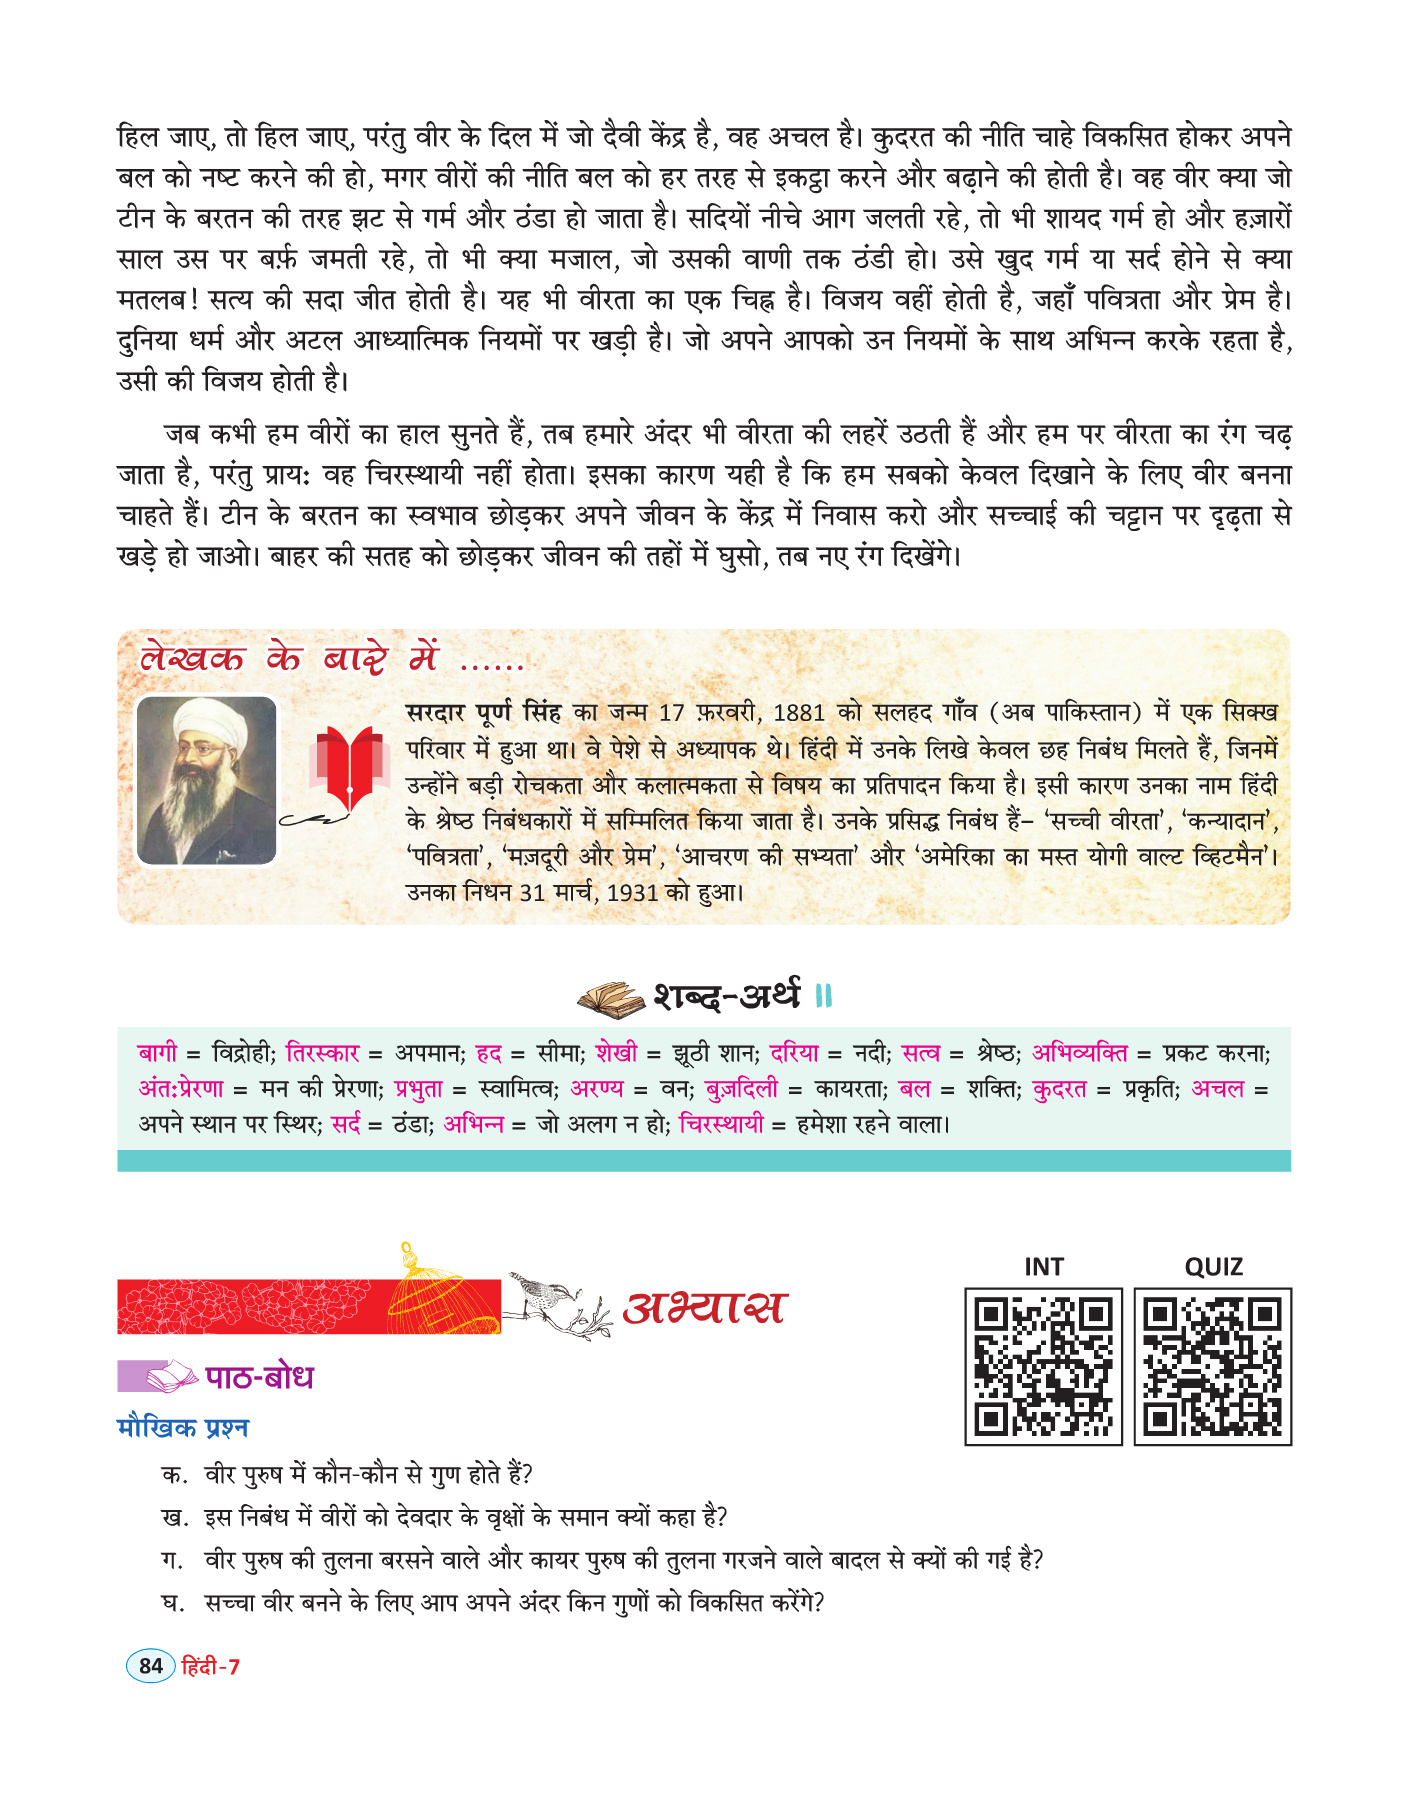 हिल जाए, तो हिल जाए, परंतु वीर के दिल में जो दैवी केंद्र है, वह अचल है। कुदरत की नीति चाहे विकसित होकर अपने
बल को नष्ट करने की हो, मगर वीरों की नीति बल को हर तरह से इकट्ठा करने और बढ़ाने की होती है। वह वीर क्या जो
टीन के बरतन की तरह झट से गर्म और ठंडा हो जाता है। सदियों नीचे आग जलती रहे, तो भी शायद गर्म हो और हज़ारों
साल उस पर बर्फ़ जमती रहे, तो भी क्या मजाल, जो उसकी वाणी तक ठंडी हो। उसे खुद गर्म या सर्द होने से क्या
मतलब! सत्य की सदा जीत होती है। यह भी वीरता का एक चिह्न है। विजय वहीं होती है, जहाँ पवित्रता और प्रेम है।
दुनिया धर्म और अटल आध्यात्मिक नियमों पर खड़ी है। जो अपने आपको उन नियमों के साथ अभिन्न करके रहता है,
उसी की विजय होती है।
जब कभी हम वीरों का हाल सुनते हैं, तब हमारे अंदर भी वीरता की लहरें उठती हैं और हम पर वीरता का रंग चढ़
जाता है, परंतु प्रायः वह चिरस्थायी नहीं होता। इसका कारण यही है कि हम सबको केवल दिखाने के लिए वीर बनना
चाहते हैं। टीन के बरतन का स्वभाव छोड़कर अपने जीवन के केंद्र में निवास करो और सच्चाई की चट्टान पर दृढ़ता से
खड़े हो जाओ। बाहर की सतह को छोड़कर जीवन की तहों में घुसो, तब नए रंग दिखेंगे।
लेखक के बारे में ......
सरदार पूर्ण सिंह का जन्म 17 फ़रवरी, 1881 को सलहद गाँव (अब पाकिस्तान) में एक सिक्ख
परिवार में हुआ था। वे पेशे से अध्यापक थे। हिंदी में उनके लिखे केवल छह निबंध मिलते हैं, जिनमें
उन्होंने बड़ी रोचकता और कलात्मकता से विषय का प्रतिपादन किया है। इसी कारण उनका नाम हिंदी
के श्रेष्ठ निबंधकारों में सम्मिलित किया जाता है। उनके प्रसिद्ध निबंध हैं– ‘सच्ची वीरता’, ‘कन्यादान’,
‘पवित्रता’, ‘मज़दूरी और प्रेम’, ‘आचरण की सभ्यता’ और ‘अमेरिका का मस्त योगी वाल्ट व्हिटमैन’।
उनका निधन 31 मार्च, 1931 को हुआ।
शब्द-अर्थ
बागी = विद्रोही; तिरस्कार = अपमान; हद = सीमा; शेखी = झूठी शान; दरिया = नदी; सत्व = श्रेष्ठ; अभिव्यक्ति = प्रकट करना;
अंतःप्रेरणा = मन की प्रेरणा; प्रभुता = स्वामित्व; अरण्य = वन; बुज़दिली = कायरता; बल = शक्ति; कुदरत = प्रकृति; अचल =
अपने स्थान पर स्थिर; सर्द = ठंडा; अभिन्न = जो अलग न हो; चिरस्थायी = हमेशा रहने वाला।
INT QUIZ
अभ्यास
पाठ-बोध
मौखिक प्रश्न
क. वीर पुरुष में कौन-कौन से गुण होते हैं?
ख. इस निबंध में वीरों को देवदार के वृक्षों के समान क्यों कहा है?
ग. वीर पुरुष की तुलना बरसने वाले और कायर पुरुष की तुलना गरजने वाले बादल से क्यों की गई है?
घ. सच्चा वीर बनने के लिए आप अपने अंदर किन गुणों को विकसित करेंगे?
84 हिंदी-7